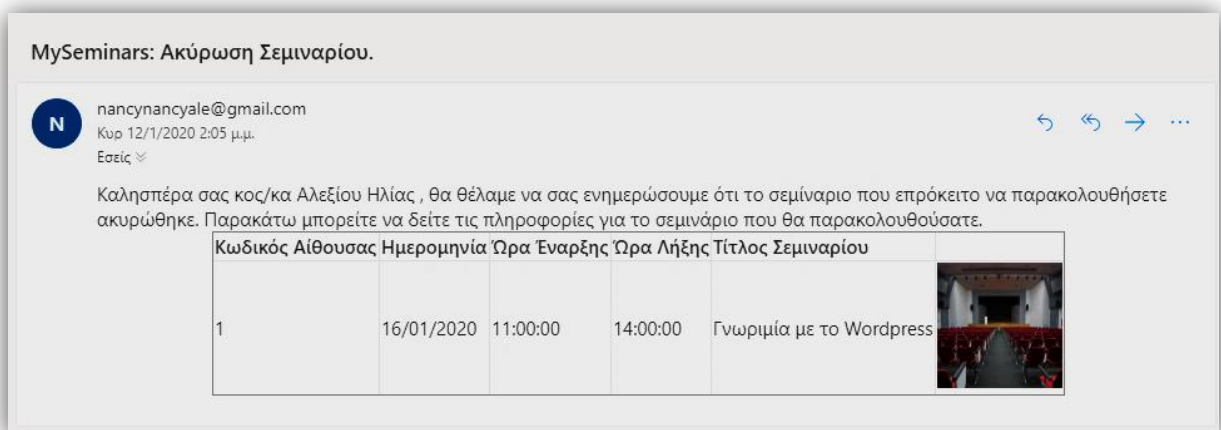 MySeminars: Ακύρωση Σεμιναρίου.
N
nancynancyale@gmail.com
Κυρ 12/1/2020 2:05 μ.μ.
Εσείς
Καλησπέρα σας κος/κα Αλεξίου Ηλίας , θα θέλαμε να σας ενημερώσουμε ότι το σεμίναριο που επρόκειτο να παρακολουθήσετε
ακυρώθηκε. Παρακάτω μπορείτε να δείτε τις πληροφορίες για το σεμινάριο που θα παρακολουθούσατε.
Κωδικός Αίθουσας Ημερομηνία Ώρα Έναρξης Ώρα Λήξης Τίτλος Σεμιναρίου
1 16/01/2020 11:00:00 14:00:00 Γνωριμία με το Wordpress